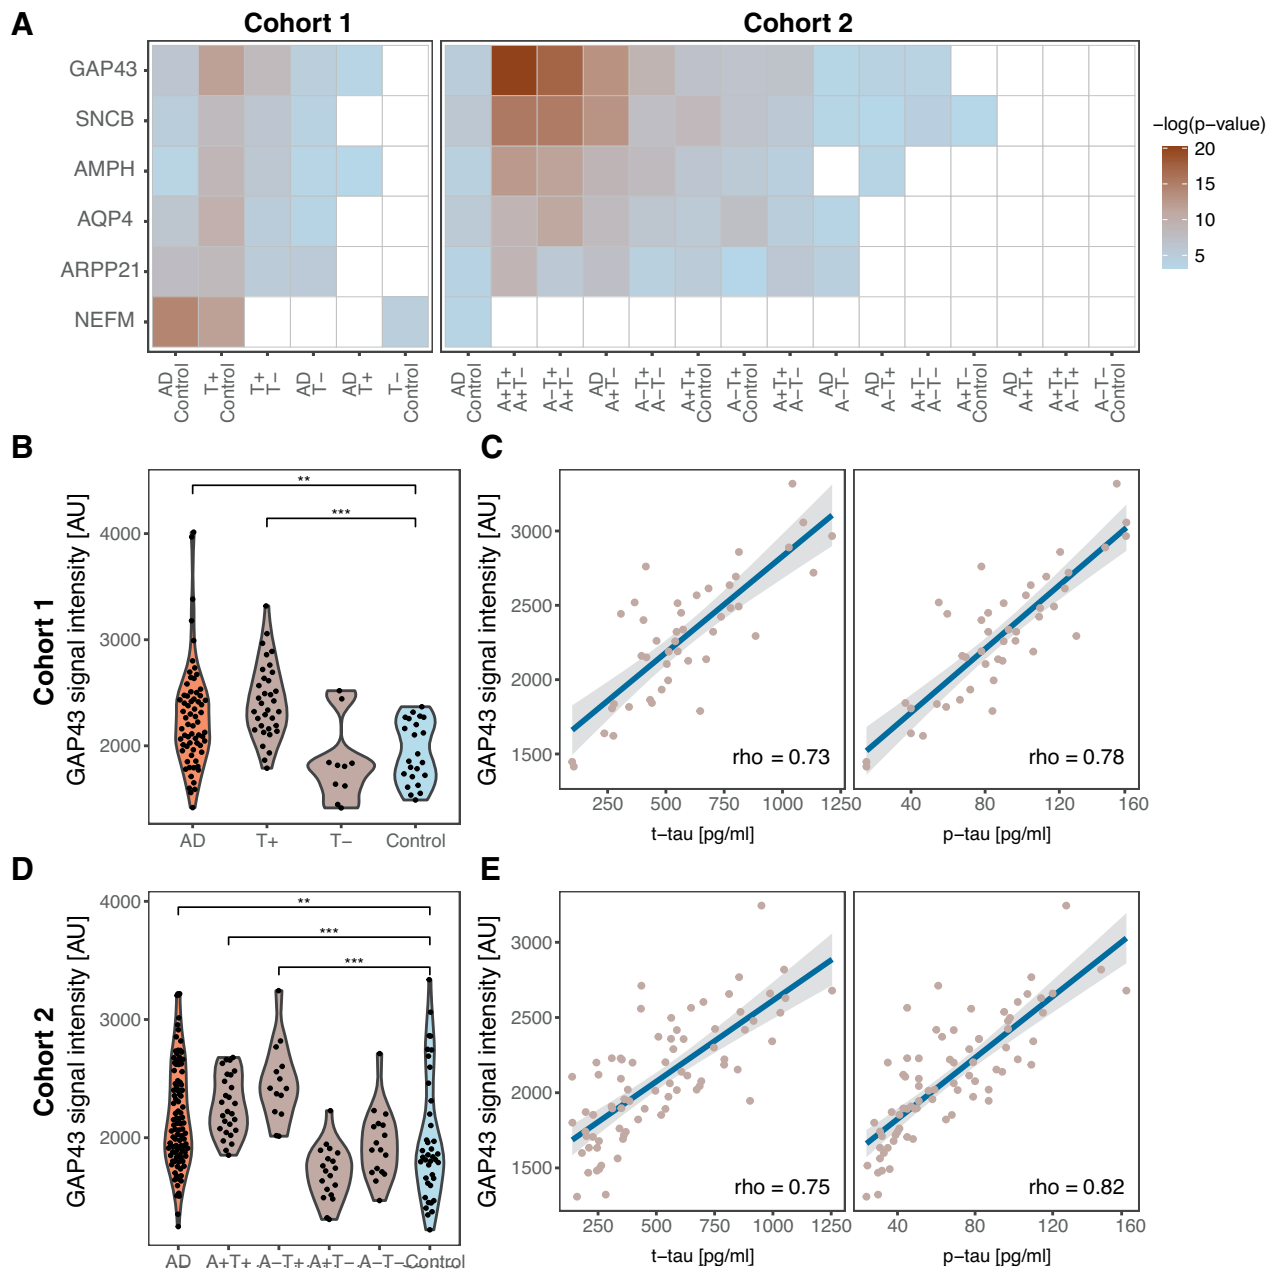 A
Cohort 1
Cohort 2
GAP43
SNCB
AMPH
AQP4
ARPP21
NEFM
AD Control
T+ Control
T+ T−
AD T−
AD T+
T− Control
AD Control
A+T+ A+T−
A−T+ A+T−
AD A+T−
A−T+ A−T−
A+T+ Control
A−T+ Control
A+T+ A−T−
AD A−T−
AD A−T+
A+T− A−T−
A+T− Control
AD A+T+
A+T+ A−T+
A−T− Control
−log(p−value)
20
15
10
5
B
Cohort 1
GAP43 signal intensity [AU]
4000
3000
2000
**
***
AD
T+
T−
Control
C
GAP43 signal intensity [AU]
3000
2500
2000
1500
rho = 0.73
rho = 0.78
250
500
750
1000
1250
40
80
120
160
t−tau [pg/ml]
p−tau [pg/ml]
D
Cohort 2
GAP43 signal intensity [AU]
4000
3000
2000
**
***
***
AD
A+T+
A−T+
A+T−
A−T−
Control
E
GAP43 signal intensity [AU]
3000
2500
2000
1500
rho = 0.75
rho = 0.82
250
500
750
1000
1250
40
80
120
160
t−tau [pg/ml]
p−tau [pg/ml]